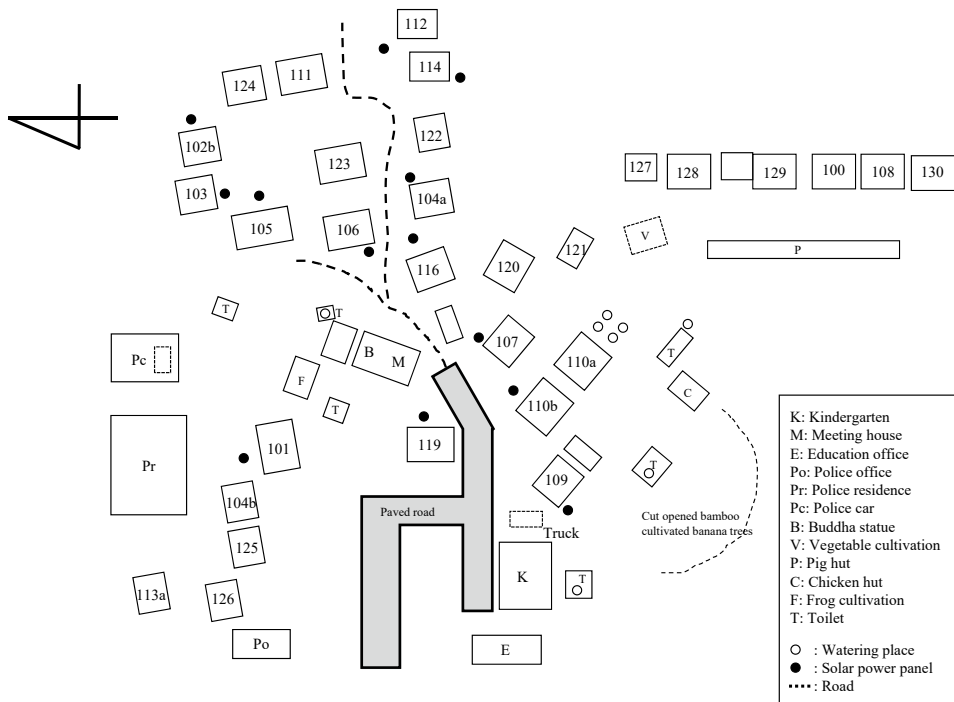 112
114
111
124
122
102b
123
127
128
129
100
108
130
103
104a
105
106
V
121
P
116
120
T
T
107
T
Pc
B
M
110a
F
C
110b
T
101
119
109
T
Pr
104b
Paved road
Cut opened bamboo
cultivated banana trees
Truck
125
K
T
113a
126
Po
E
K: Kindergarten
M: Meeting house
E: Education office
Po: Police office
Pr: Police residence
Pc: Police car
B: Buddha statue
V: Vegetable cultivation
P: Pig hut
C: Chicken hut
F: Frog cultivation
T: Toilet
: Watering place
: Solar power panel
: Road